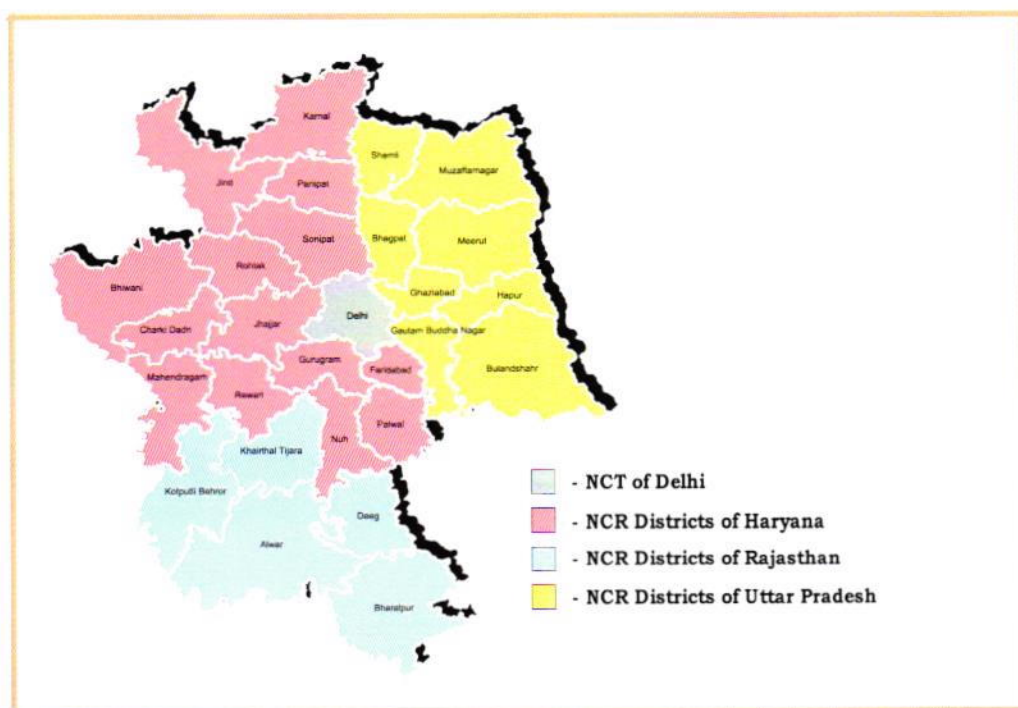 Karnal
Shamli
Muzaffarnagar
Jind
Panipat
Sonipat
Bhagpat
Meerut
Rohtak
Bhiwani
Ghaziabad
Hapur
Delhi
Jhajjar
Charki Dadri
Gautam Buddha Nagar
Gurugram
Faridabad
Bulandshahr
Mahendragarn
Rewari
Palwal
Nuh
Khairthal Tijara
Kotputli Behror
Deeg
Alwar
Bharatpur
- NCT of Delhi
- NCR Districts of Haryana
- NCR Districts of Rajasthan
- NCR Districts of Uttar Pradesh